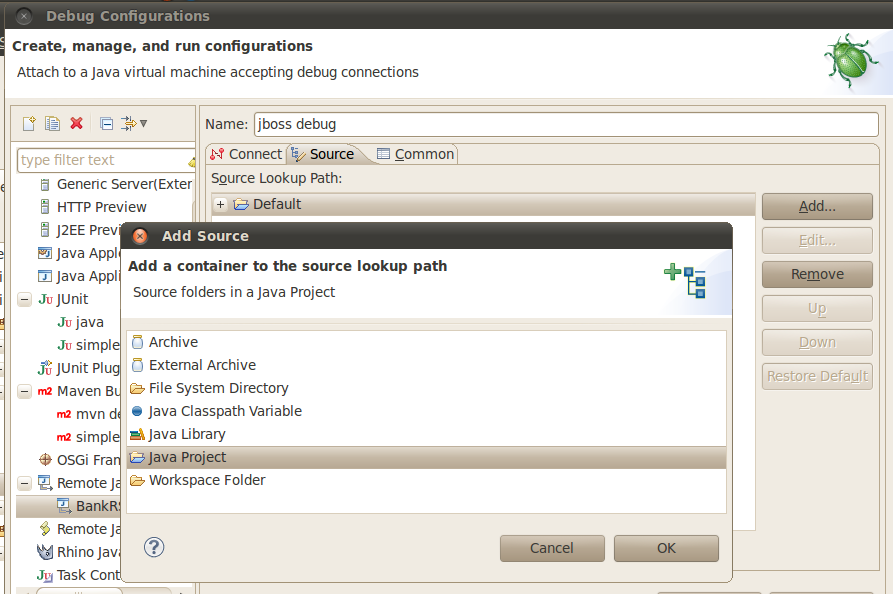 Debug Configurations
Create, manage, and run configurations
Attach to a Java virtual machine accepting debug connections
Name: jboss debug
type filter text
Connect Source Common
Source Lookup Path:
Default
Generic Server(Exter
HTTP Preview
J2EE Previ
Java Apple
Java Appli
JUnit
java
simple
JUnit Plug
Maven Bu
mvn de
simple
OSGi Fran
Remote Ja
BankRS
Remote Ja
Rhino Java
Task Cont
Add...
Edit...
Remove
Up
Down
Restore Default
Add Source
Add a container to the source lookup path
Source folders in a Java Project
Archive
External Archive
File System Directory
Java Classpath Variable
Java Library
Java Project
Workspace Folder
Cancel OK